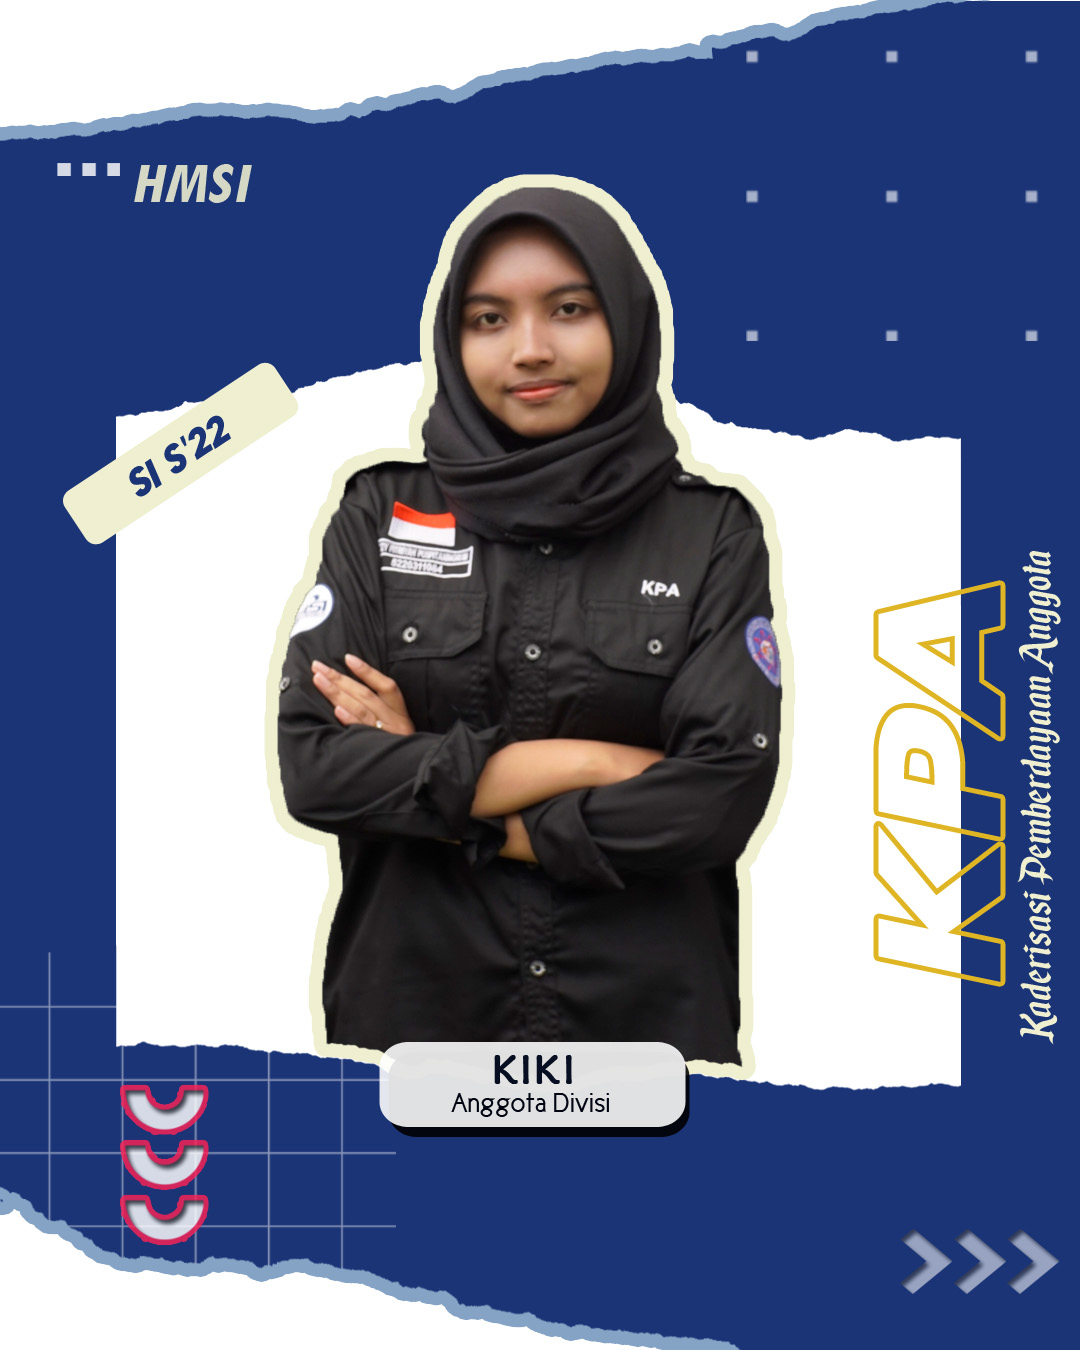 HMSI
SI S'22
KPA
KPA
Kaderisasi Pemberdayaan Anggota
KIKI
Anggota Divisi